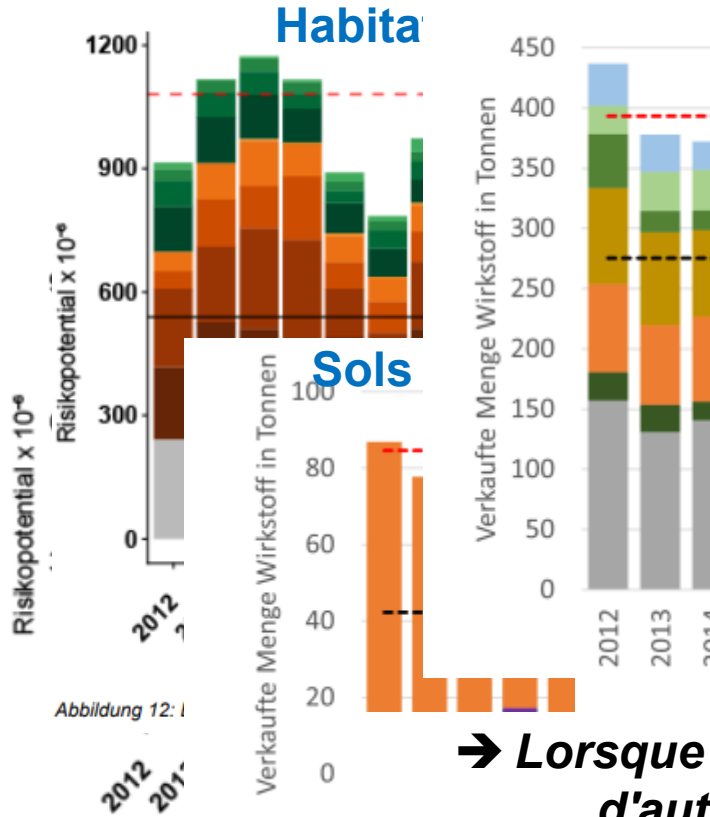 Habitat
1200
900
600
300
0
Risikopotential x 10⁻⁶
Risikopotential x 10⁻⁶
2012
Abbildung 12:
2012
Sols
100
80
60
40
20
0
Verkaufte Menge Wirkstoff in Tonnen
450
400
350
300
250
200
150
100
50
0
Verkaufte Menge Wirkstoff in Tonnen
2012
2013
2014
➔ Lorsque
d'aut